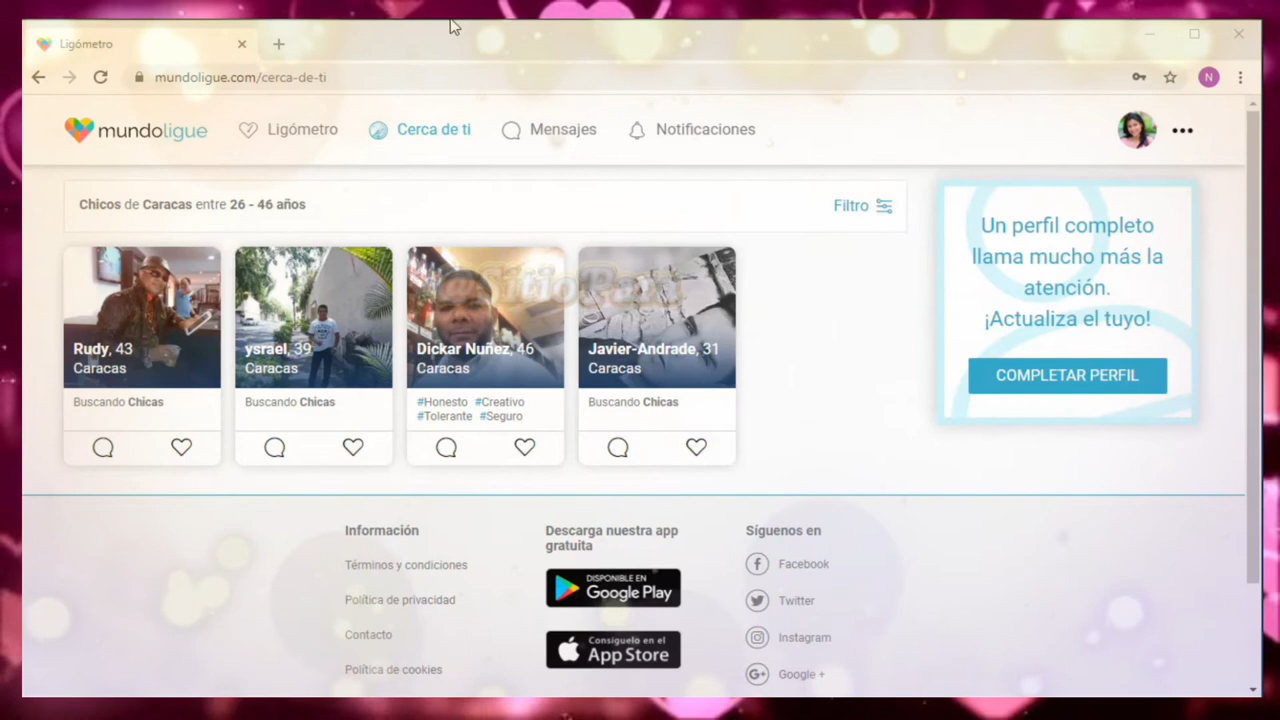 Ligómetro
mundoligue.com/cerca-de-ti
N
mundoligue
Ligómetro
Cerca de ti
Mensajes
Notificaciones
Chicos de Caracas entre 26 - 46 años
Filtro
Rudy, 43
Caracas
Buscando Chicas
ysrael, 39
Caracas
Buscando Chicas
Dickar Nuñez, 46
Caracas
#Honesto #Creativo
#Tolerante #Seguro
Javier-Andrade, 31
Caracas
Buscando Chicas
Un perfil completo
llama mucho más la
atención.
¡Actualiza el tuyo!
COMPLETAR PERFIL
Información
Términos y condiciones
Política de privacidad
Contacto
Política de cookies
Descarga nuestra app
gratuita
DISPONIBLE EN
Google Play
Consíguelo en el
App Store
Síguenos en
Facebook
Twitter
Instagram
Google +